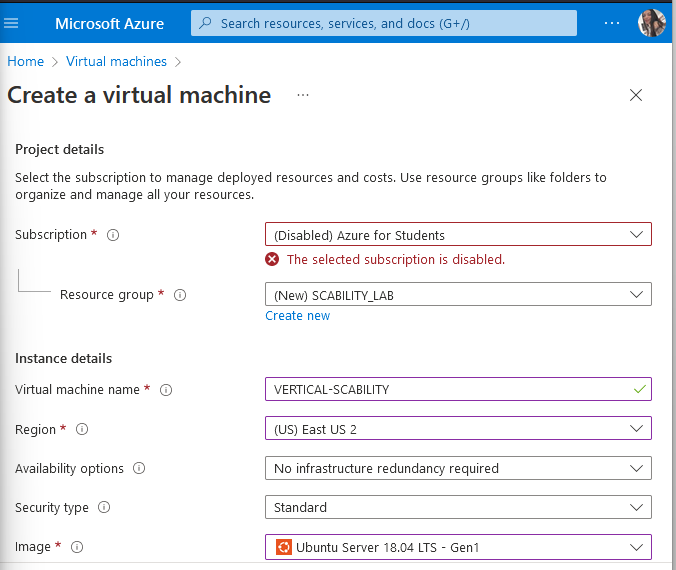 Microsoft Azure
Search resources, services, and docs (G+/)
...
Home > Virtual machines >
Create a virtual machine ...
Project details
Select the subscription to manage deployed resources and costs. Use resource groups like folders to
organize and manage all your resources.
Subscription *
(Disabled) Azure for Students
The selected subscription is disabled.
Resource group *
(New) SCABILITY_LAB
Create new
Instance details
Virtual machine name *
VERTICAL-SCABILITY
Region *
(US) East US 2
Availability options
No infrastructure redundancy required
Security type
Standard
Image *
Ubuntu Server 18.04 LTS - Gen1